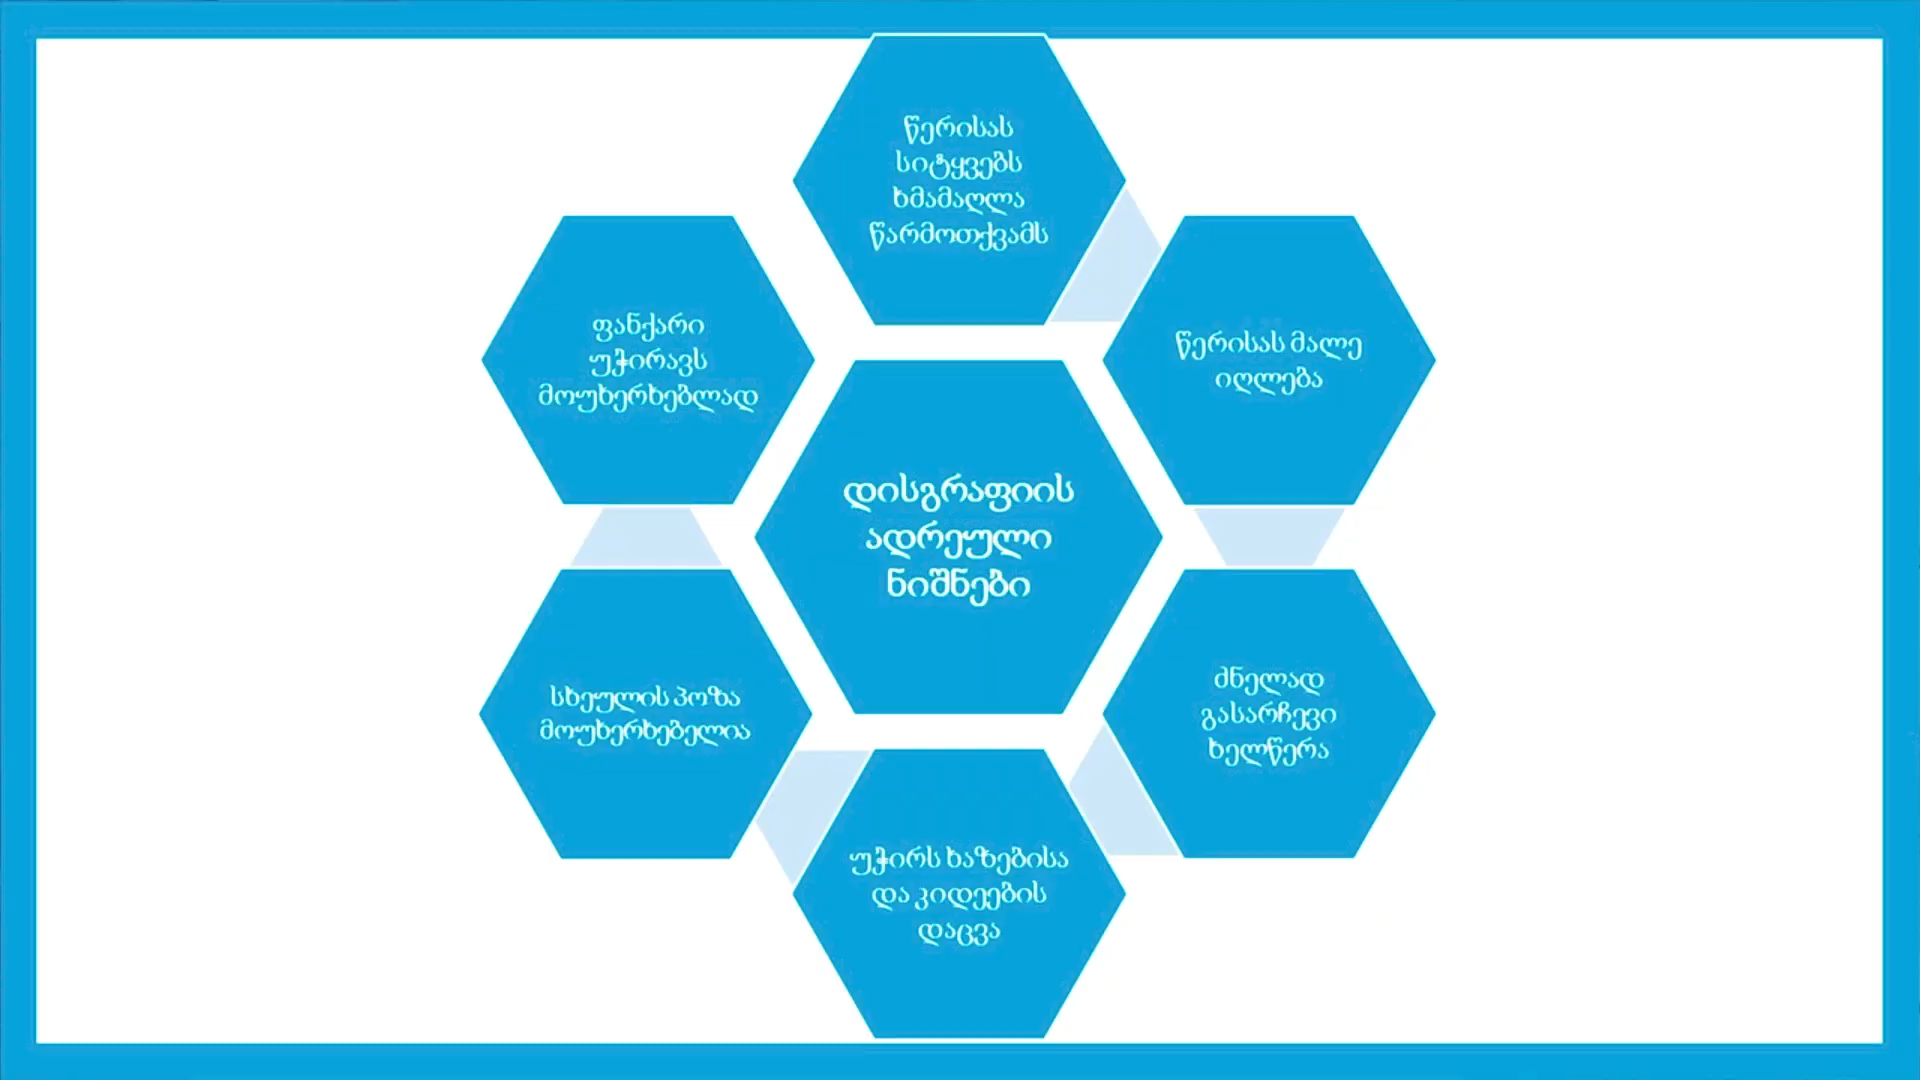 წერისას
სიტყვებს
ხმამაღლა
წარმოთქვამს
წერისას მალე
იღლება
ძნელად
გასარჩევი
ხელწერა
უჭირს ხაზებისა
და კიდეების
დაცვა
სხეულის პოზა
მოუხერხებელია
ფანქარი
უჭირავს
მოუხერხებლად
დისგრაფიის
ადრეული
ნიშნები